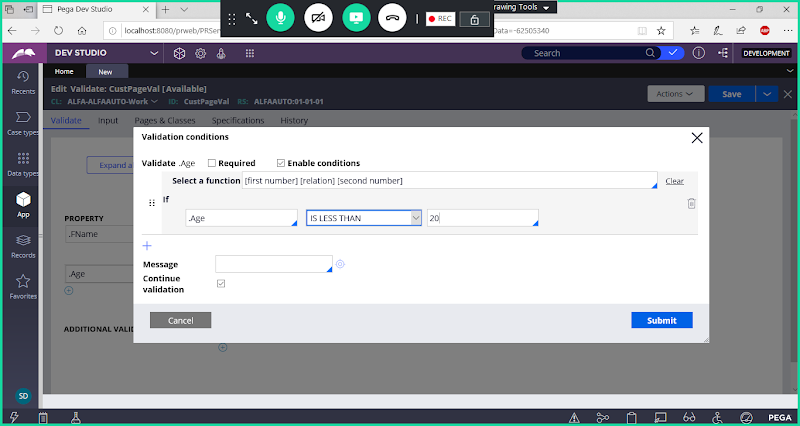 Pega Dev Studio
localhost:8080/prweb/PRSer
rawing Tools
Data=-62505340
REC
ABP
DEV STUDIO
Search
DEVELOPMENT
Home
New
Edit Validate: CustPageVal [Available]
CL: ALFA-ALFAAUTO-Work ID: CustPageVal RS: ALFAAUTO:01-01-01
Actions
Save
Validate Input Pages & Classes Specifications History
Recents
Case types
Data types
App
Records
Favorites
SD
Expand a
PROPERTY
.FName
.Age
ADDITIONAL VALID
Validation conditions
Validate .Age Required Enable conditions
Select a function [first number] [relation] [second number] Clear
If
.Age IS LESS THAN 20
Message
Continue
validation
Cancel
Submit
PEGA